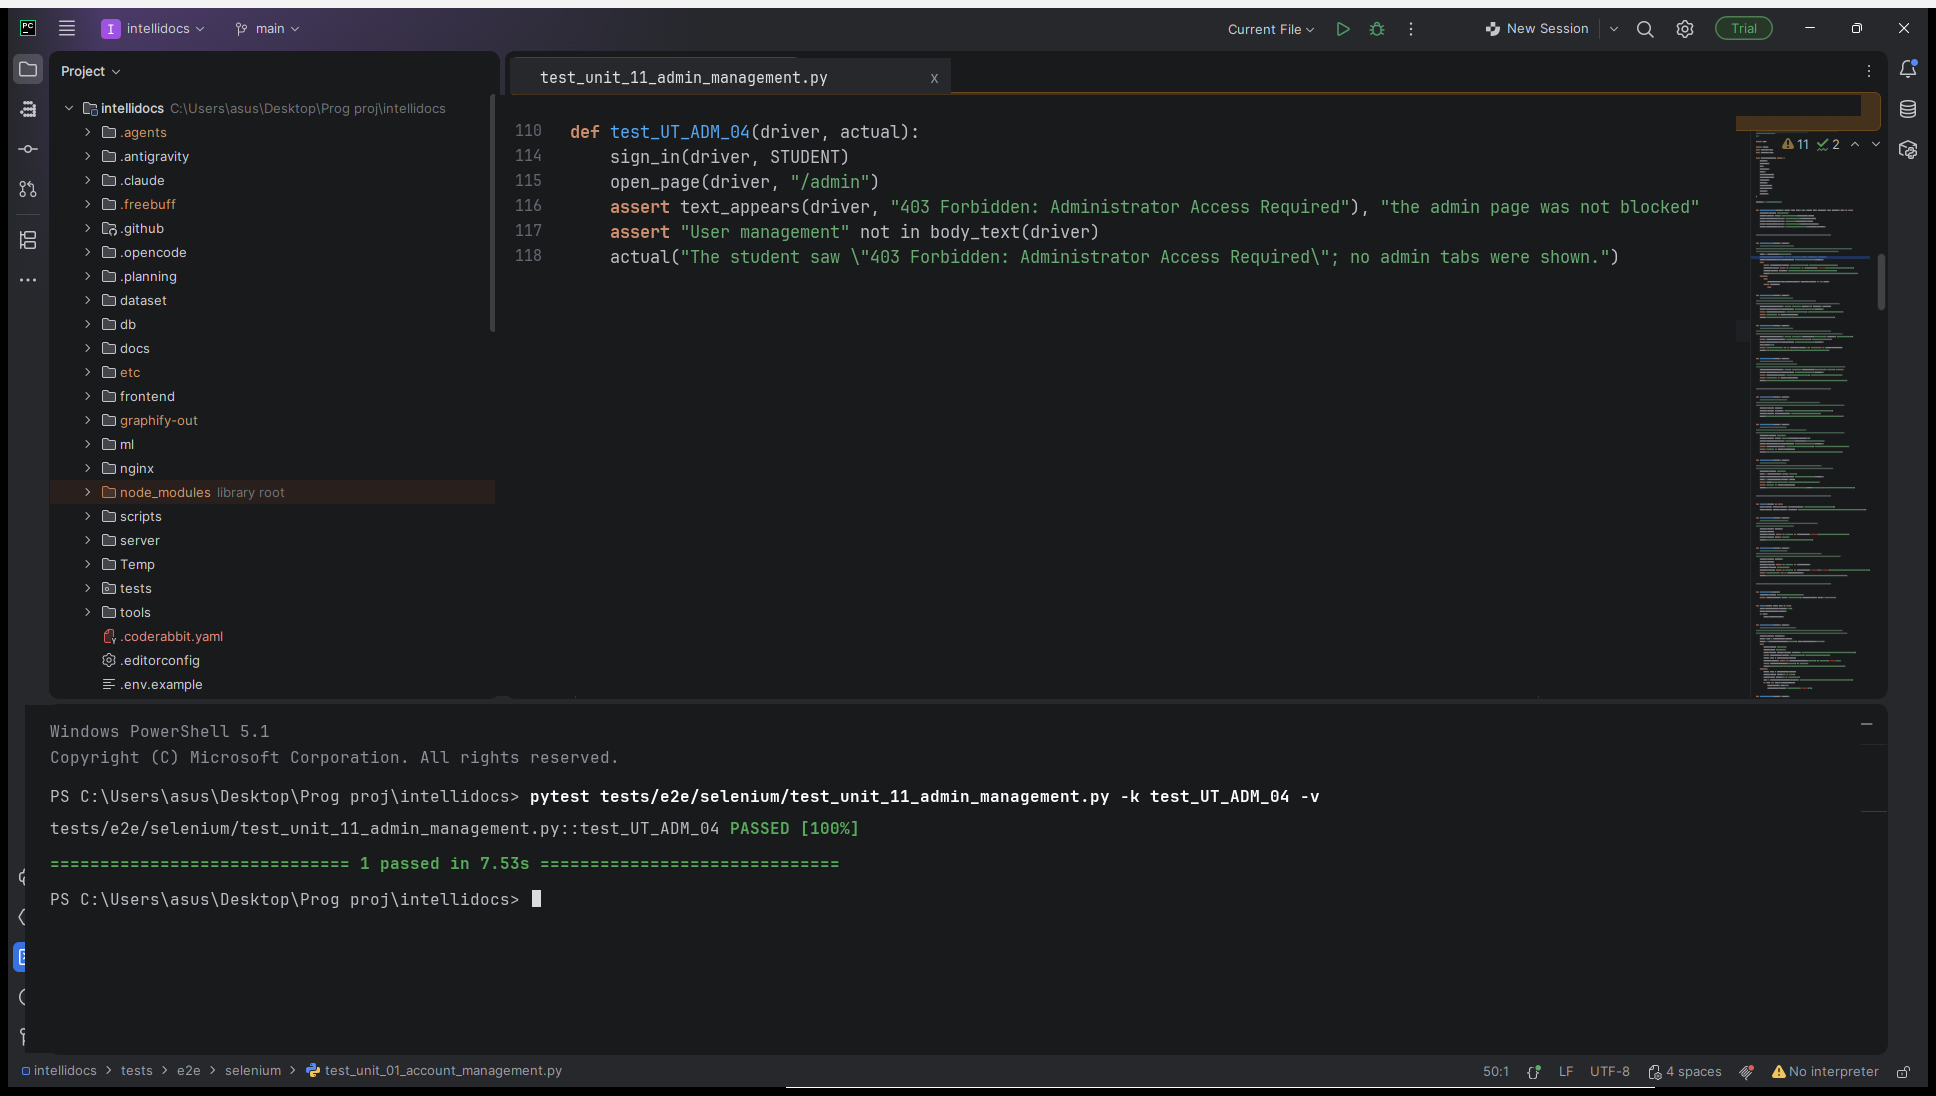 PC
I intellidocs main Current File New Session Trial
Project
intellidocs C:\Users\asus\Desktop\Prog proj\intellidocs
.agents
.antigravity
.claude
.freebuff
.github
.opencode
.planning
dataset
db
docs
etc
frontend
graphify-out
ml
nginx
node_modules library root
scripts
server
Temp
tests
tools
.coderabbit.yaml
.editorconfig
.env.example
test_unit_11_admin_management.py x
11 2
110 def test_UT_ADM_04(driver, actual):
114 sign_in(driver, STUDENT)
115 open_page(driver, "/admin")
116 assert text_appears(driver, "403 Forbidden: Administrator Access Required"), "the admin page was not blocked"
117 assert "User management" not in body_text(driver)
118 actual("The student saw \"403 Forbidden: Administrator Access Required\"; no admin tabs were shown.")
Windows PowerShell 5.1
Copyright (C) Microsoft Corporation. All rights reserved.
PS C:\Users\asus\Desktop\Prog proj\intellidocs> pytest tests/e2e/selenium/test_unit_11_admin_management.py -k test_UT_ADM_04 -v
tests/e2e/selenium/test_unit_11_admin_management.py::test_UT_ADM_04 PASSED [100%]
============================== 1 passed in 7.53s ==============================
PS C:\Users\asus\Desktop\Prog proj\intellidocs>
intellidocs > tests > e2e > selenium > test_unit_01_account_management.py 50:1 LF UTF-8 4 spaces No interpreter